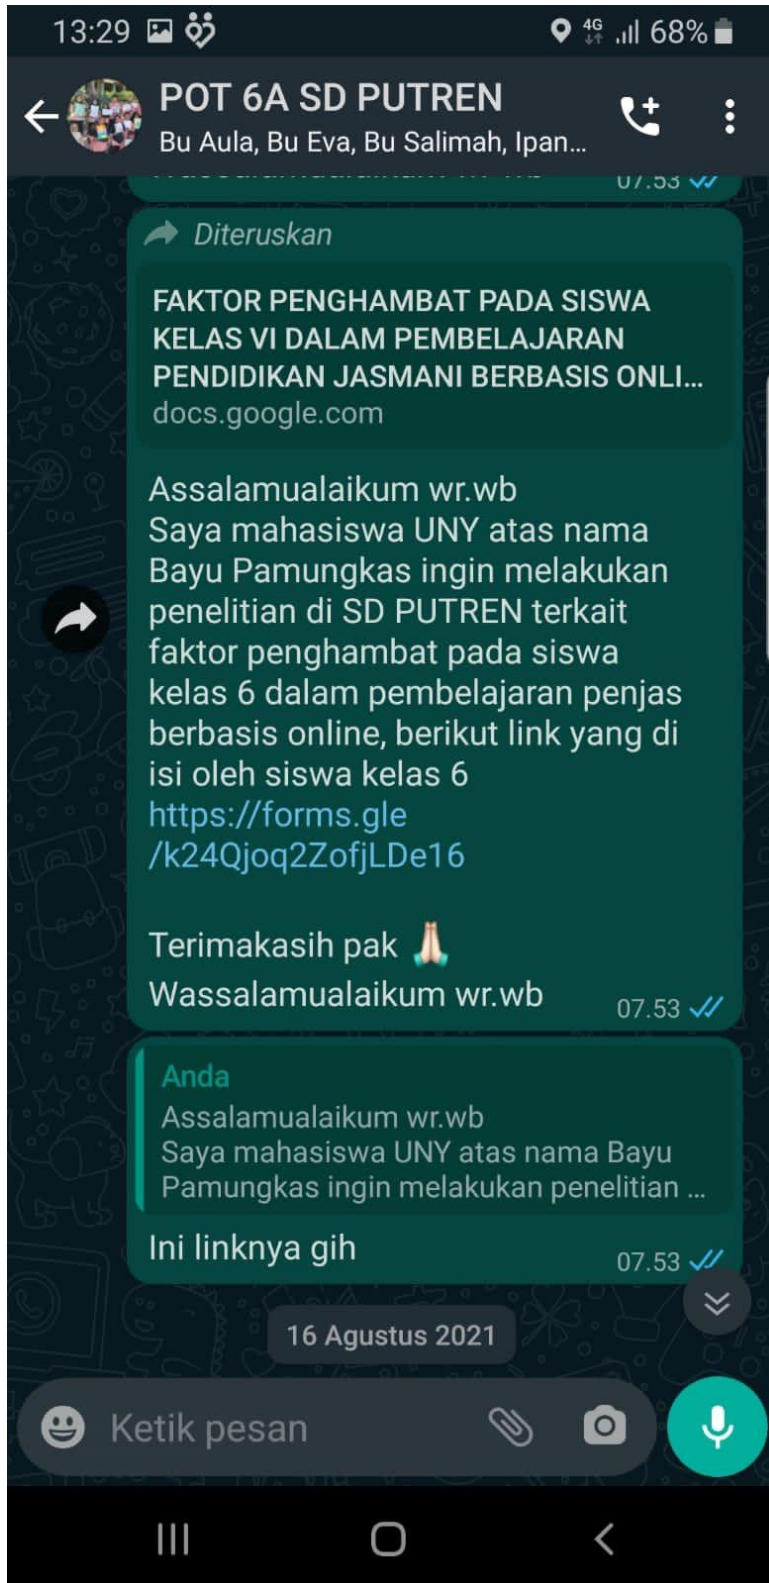 13:29
4G
68%
POT 6A SD PUTREN
Bu Aula, Bu Eva, Bu Salimah, Ipan...
07.53
Diteruskan
FAKTOR PENGHAMBAT PADA SISWA
KELAS VI DALAM PEMBELAJARAN
PENDIDIKAN JASMANI BERBASIS ONLI...
docs.google.com
Assalamualaikum wr.wb
Saya mahasiswa UNY atas nama
Bayu Pamungkas ingin melakukan
penelitian di SD PUTREN terkait
faktor penghambat pada siswa
kelas 6 dalam pembelajaran penjas
berbasis online, berikut link yang di
isi oleh siswa kelas 6
https://forms.gle
/k24Qjoq2ZofjLDe16
Terimakasih pak 🙏🏻
Wassalamualaikum wr.wb
07.53
Anda
Assalamualaikum wr.wb
Saya mahasiswa UNY atas nama Bayu
Pamungkas ingin melakukan penelitian ...
Ini linknya gih
07.53
16 Agustus 2021
Ketik pesan